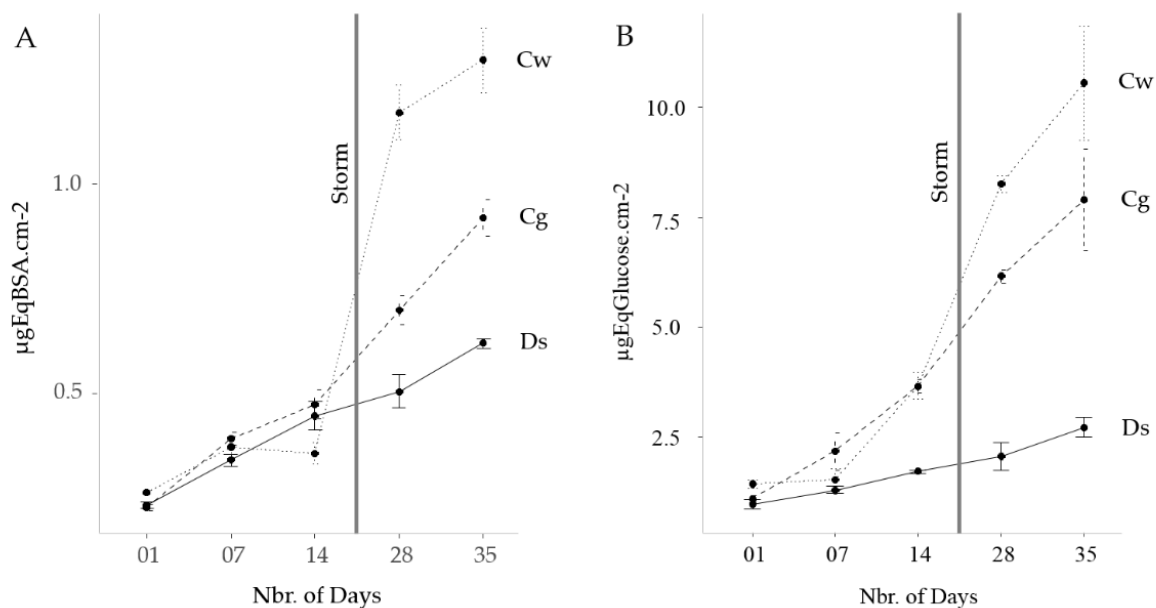 A
µgEqBSA.cm-2
1.0
0.5
Storm
Cw
Cg
Ds
01 07 14 28 35
Nbr. of Days
B
µgEqGlucose.cm-2
10.0
7.5
5.0
2.5
Storm
Cw
Cg
Ds
01 07 14 28 35
Nbr. of Days